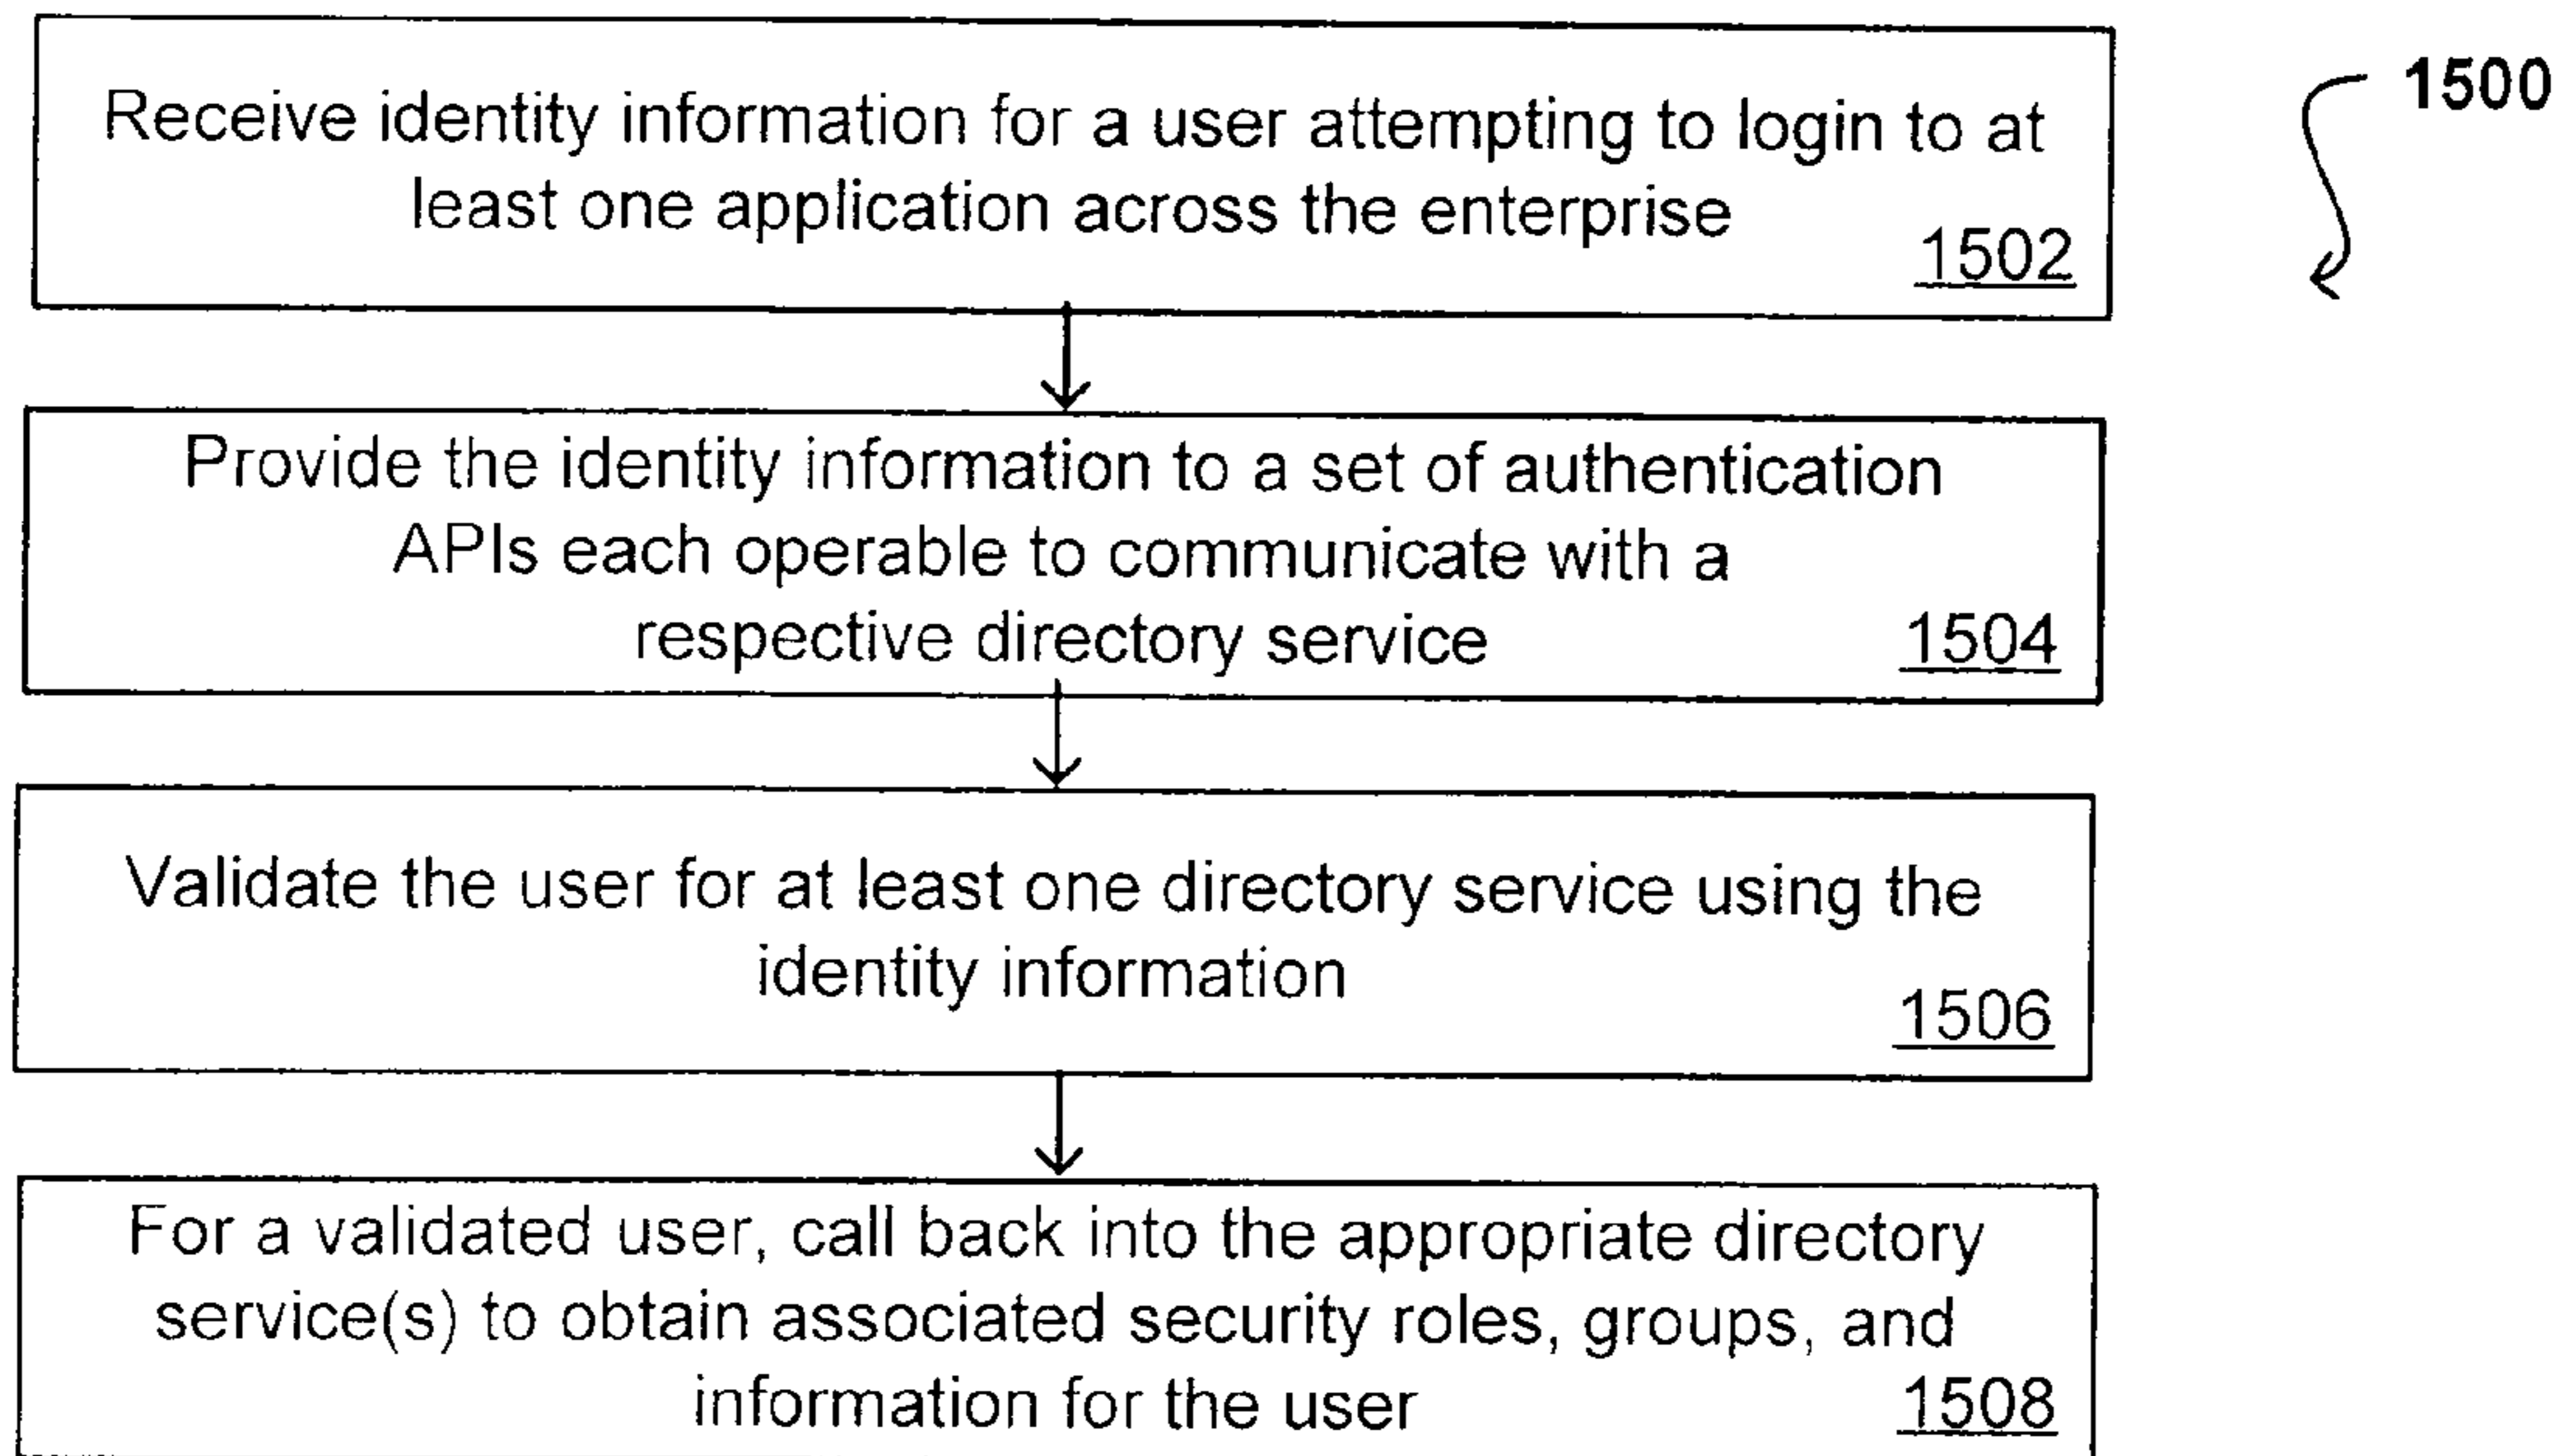 1500
Receive identity information for a user attempting to login to at
least one application across the enterprise
1502
Provide the identity information to a set of authentication
APIs each operable to communicate with a
respective directory service
1504
Validate the user for at least one directory service using the
identity information
1506
For a validated user, call back into the appropriate directory
service(s) to obtain associated security roles, groups, and
information for the user
1508